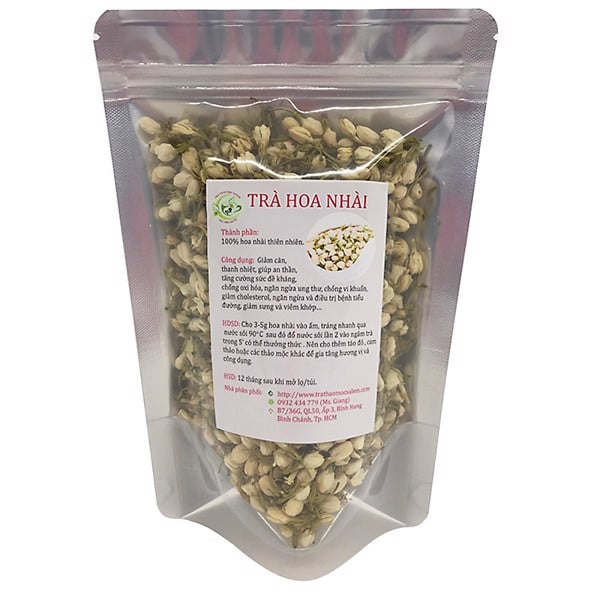 TRÀ HOA NHÀI
Thành phần:
100% hoa nhài thiên nhiên.
Công dụng: Giảm cân,
thanh nhiệt, giúp an thần,
tăng cường sức đề kháng,
chống oxi hóa, ngăn ngừa ung thư, chống vi khuẩn,
giảm cholesterol, ngăn ngừa và điều trị bệnh tiểu
đường, giảm sưng và viêm khớp...
HDSD: Cho 3-5g hoa nhài vào ấm, tráng nhanh qua
nước sôi 90°C sau đó đổ nước sôi lần 2 vào ngâm trà
trong 5' có thể thưởng thức. Nên cho thêm táo đỏ, cam
thảo hoặc các thảo mộc khác để gia tăng hương vị và
công dụng.
HSD: 12 tháng sau khi mở lọ/túi.
Nhà phân phối: http://www.trathaomocsalem.com
0932 434 779 (Ms. Giang)
B7/36G, QL50, Ấp 3, Bình Hưng
Bình Chánh, Tp. HCM